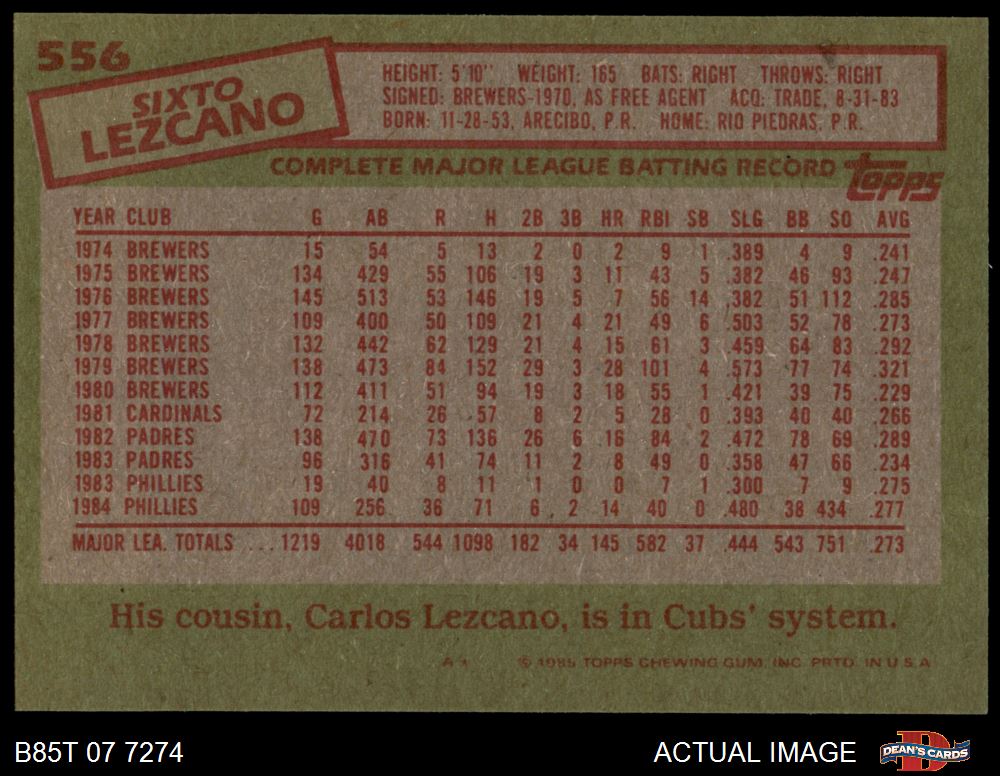 556
SIXTO
LEZCANO
HEIGHT: 5'10" WEIGHT: 165 BATS: RIGHT THROWS: RIGHT
SIGNED: BREWERS-1970, AS FREE AGENT ACQ: TRADE, 8-31-83
BORN: 11-28-53, ARECIBO, P.R. HOME: RIO PIEDRAS, P.R.
COMPLETE MAJOR LEAGUE BATTING RECORD topps
YEAR CLUB G AB R H 2B 3B HR RBI SB SLG BB SO AVG
1974 BREWERS 15 54 5 13 2 0 2 9 1 .389 4 9 .241
1975 BREWERS 134 429 55 106 19 3 11 43 5 .382 46 93 .247
1976 BREWERS 145 513 53 146 19 5 7 56 14 .382 51 112 .285
1977 BREWERS 109 400 50 109 21 4 21 49 6 .503 52 78 .273
1978 BREWERS 132 442 62 129 21 4 15 61 3 .459 64 83 .292
1979 BREWERS 138 473 84 152 29 3 28 101 4 .573 77 74 .321
1980 BREWERS 112 411 51 94 19 3 18 55 1 .421 39 75 .229
1981 CARDINALS 72 214 26 57 8 2 5 28 0 .393 40 40 .266
1982 PADRES 138 470 73 136 26 6 16 84 2 .472 78 69 .289
1983 PADRES 96 316 41 74 11 2 8 49 0 .358 47 66 .234
1983 PHILLIES 19 40 8 11 1 0 0 7 1 .300 7 9 .275
1984 PHILLIES 109 256 36 71 6 2 14 40 0 .480 38 434 .277
MAJOR LEA. TOTALS ...1219 4018 544 1098 182 34 145 582 37 .444 543 751 .273
His cousin, Carlos Lezcano, is in Cubs' system.
© 1985 TOPPS CHEWING GUM, INC. PRTD. IN U.S.A.
B85T 07 7274 ACTUAL IMAGE DEAN'S CARDS